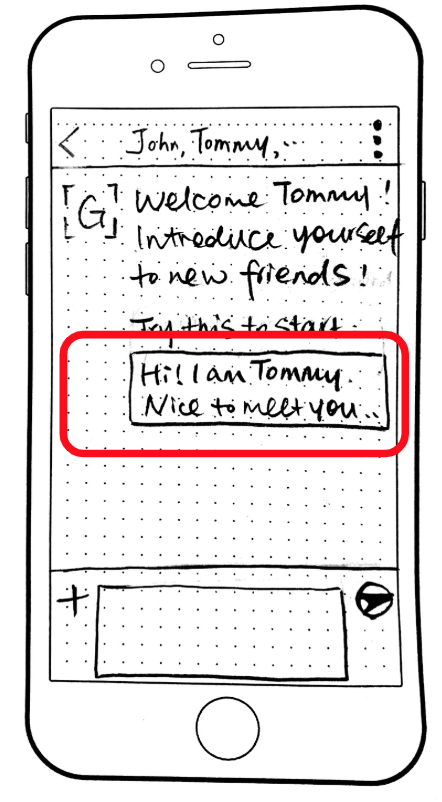 John, Tommy, ..
[G] Welcome Tommy!
Introduce yourself
to new friends!
Try this to start.
Hi! I am Tommy.
Nice to meet you...